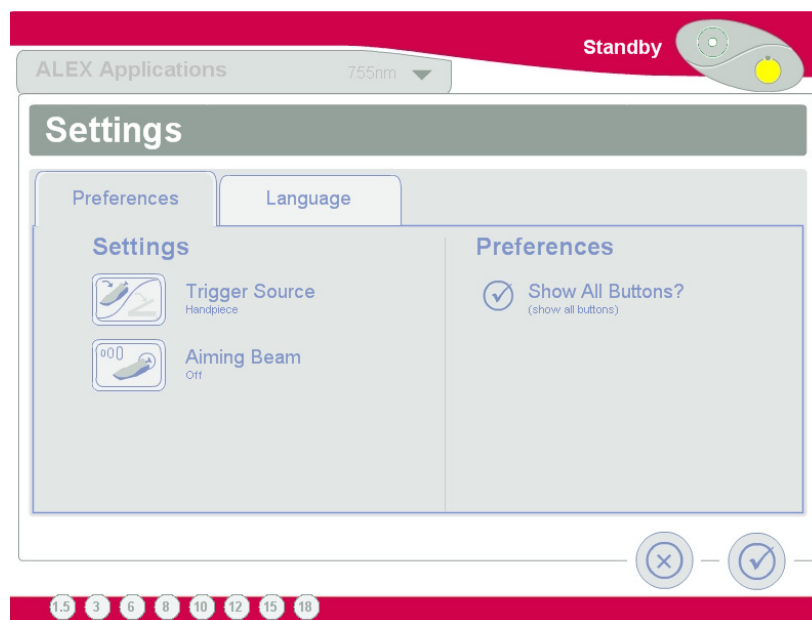 Standby
ALEX Applications 755nm
Settings
Preferences Language
Settings
Trigger Source
Handpiece
Aiming Beam
Off
Preferences
Show All Buttons?
(show all buttons)
1.5 3 6 8 10 12 15 18